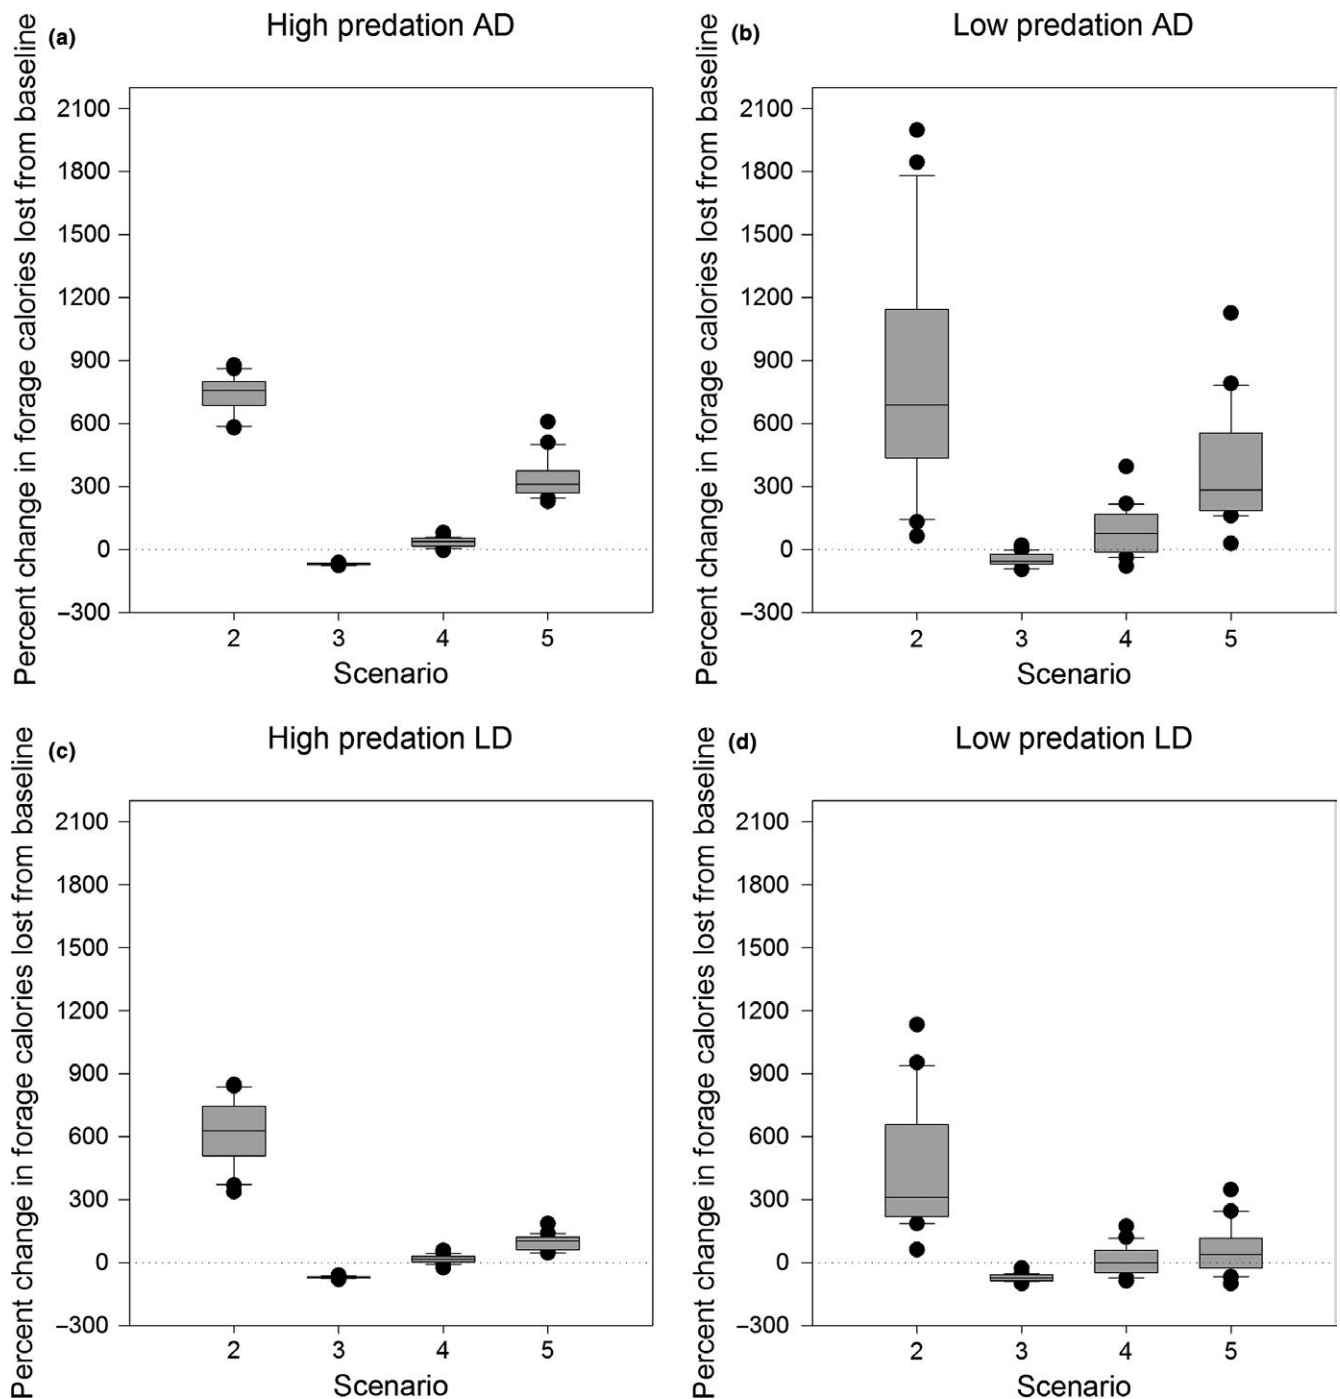 (a)
High predation AD
Percent change in forage calories lost from baseline
2100
1800
1500
1200
900
600
300
0
–300
2 3 4 5
Scenario
(b)
Low predation AD
Percent change in forage calories lost from baseline
2100
1800
1500
1200
900
600
300
0
–300
2 3 4 5
Scenario
(c)
High predation LD
Percent change in forage calories lost from baseline
2100
1800
1500
1200
900
600
300
0
–300
2 3 4 5
Scenario
(d)
Low predation LD
Percent change in forage calories lost from baseline
2100
1800
1500
1200
900
600
300
0
–300
2 3 4 5
Scenario